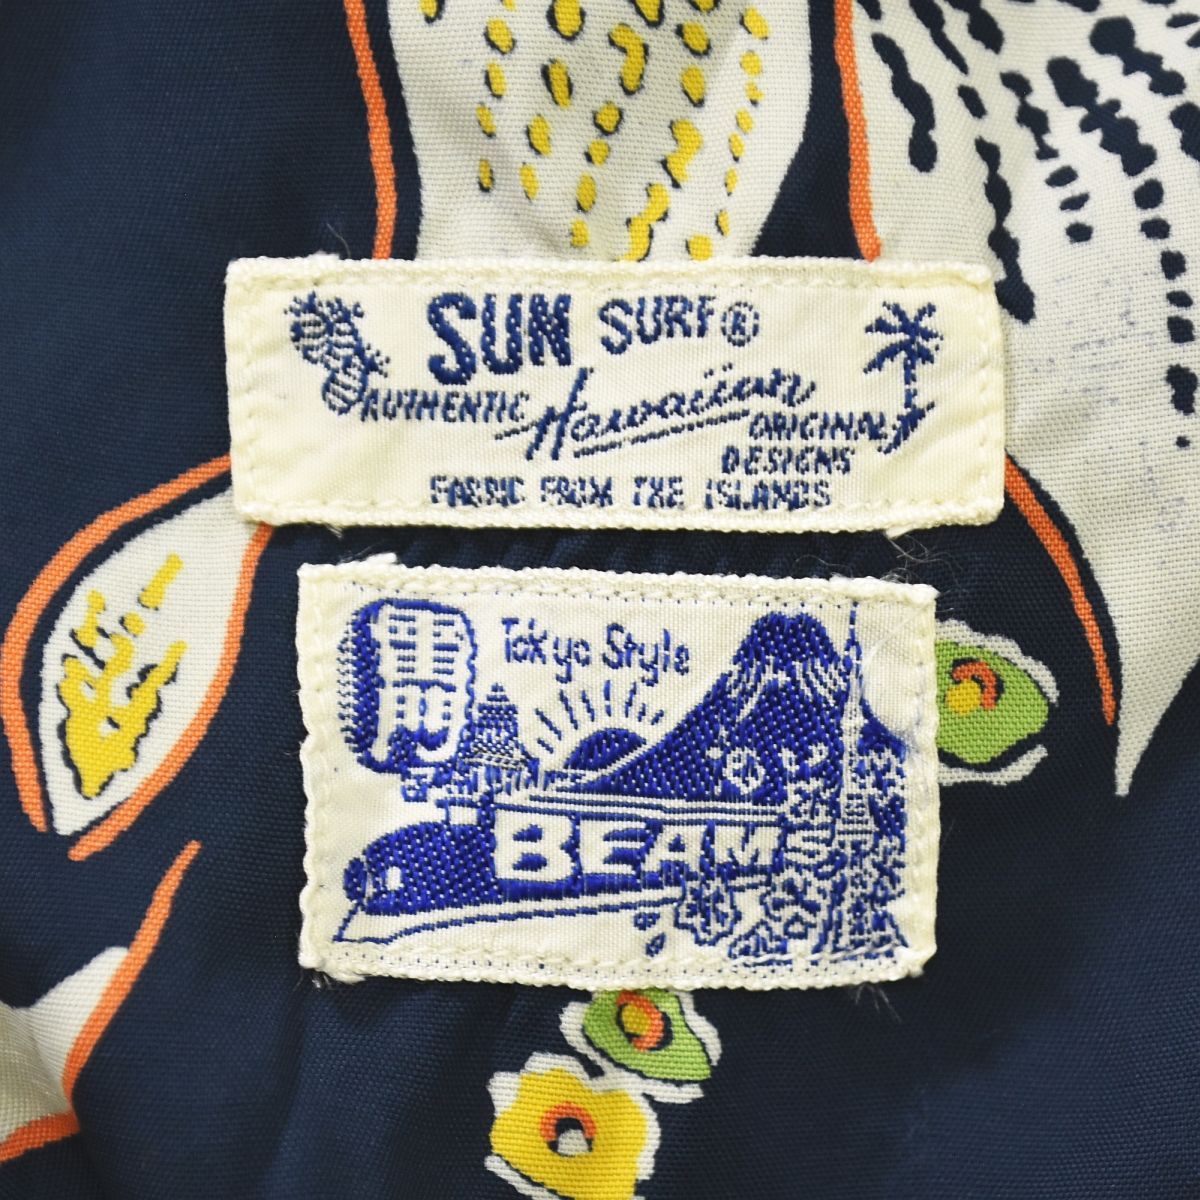 SUN SURF®
AUTHENTIC Hawaiian ORIGINAL
DESIGNS
FABRIC FROM THE ISLANDS
Tokyo Style
BEAMS